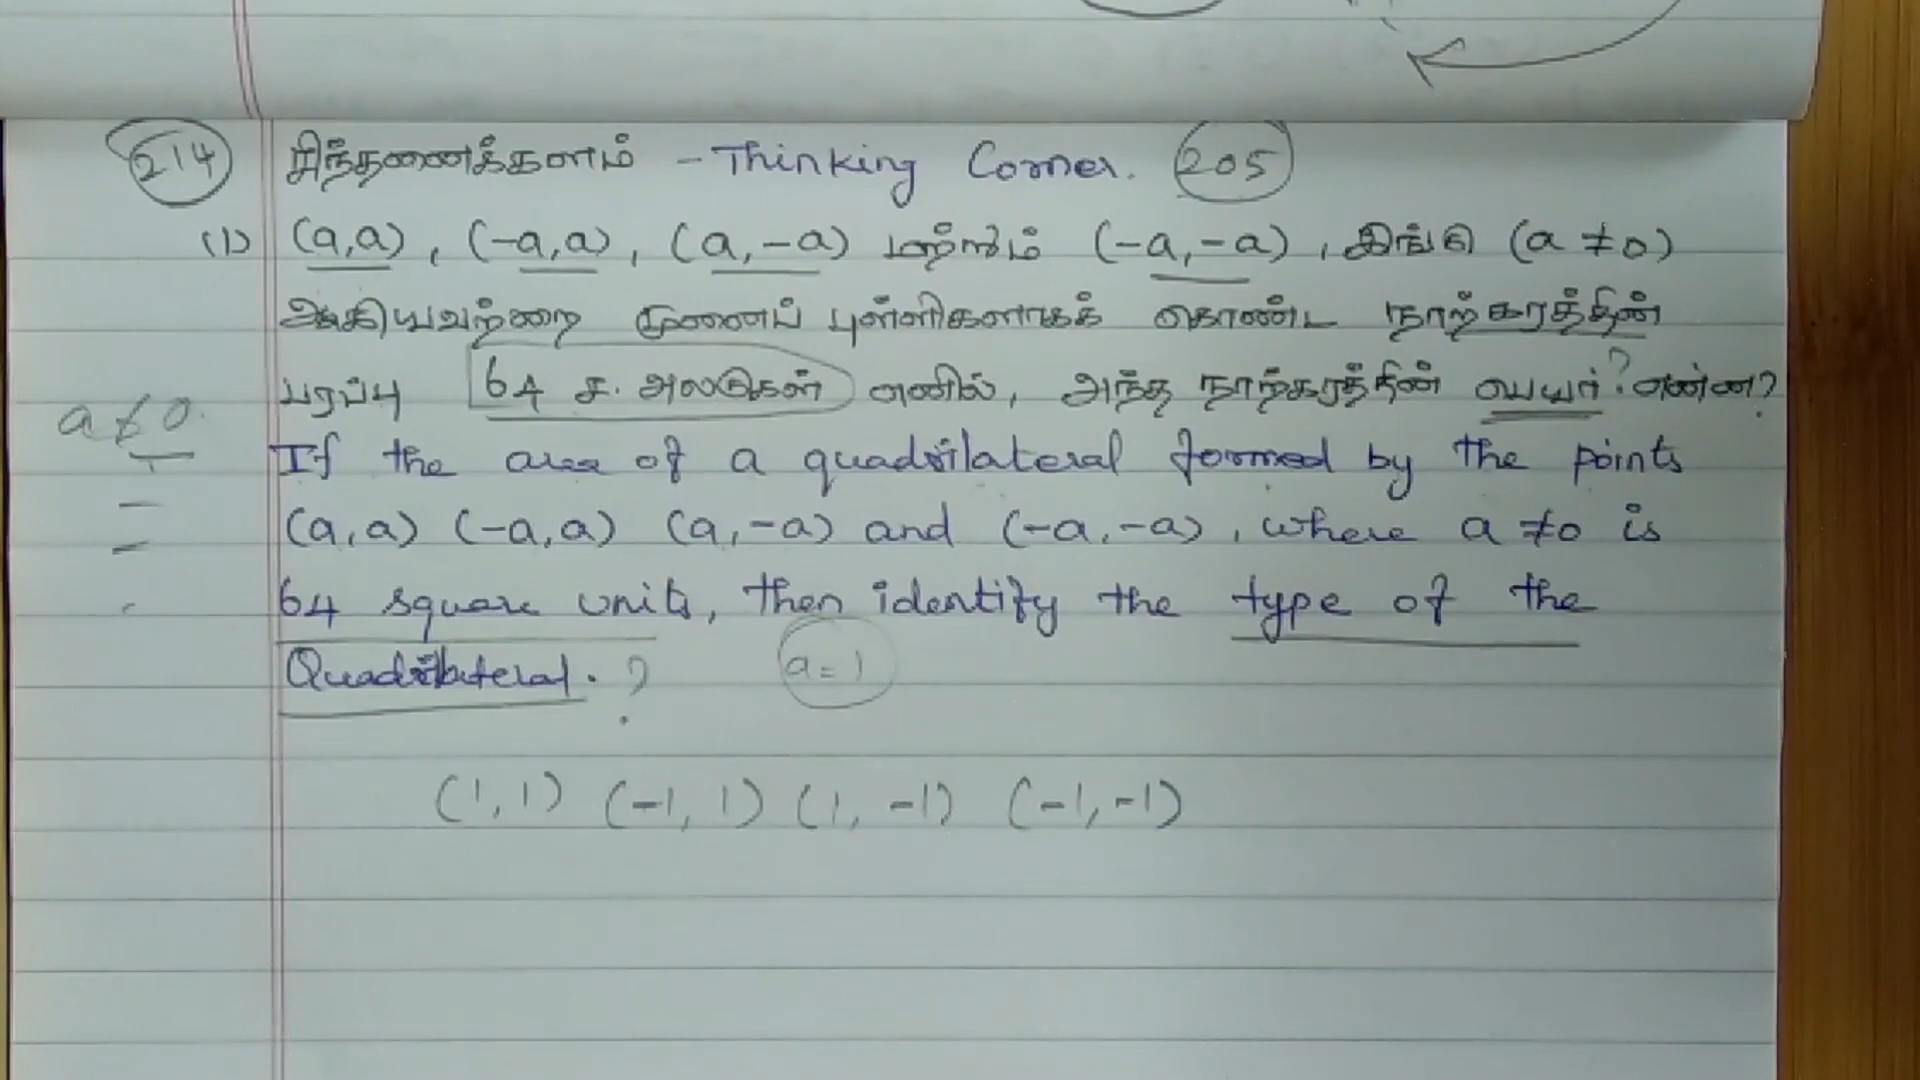 214 சிந்தனைக்களம் - Thinking Corner. 205
(1) (a,a), (-a,a), (a,-a) மற்றும் (-a,-a), இங்கு (a ≠ 0)
ஆகியவற்றை முனைப் புள்ளிகளாகக் கொண்ட நாற்கரத்தின்
பரப்பு 64 ச. அலகுகள் எனில், அந்த நாற்கரத்தின் பெயர்? என்ன?
a ≠ 0
If the area of a quadrilateral formed by the points
(a,a) (-a,a) (a,-a) and (-a,-a), where a ≠ 0 is
64 square units, then identify the type of the
Quadrilateral. ? a = 1
(1,1) (-1,1) (1,-1) (-1,-1)